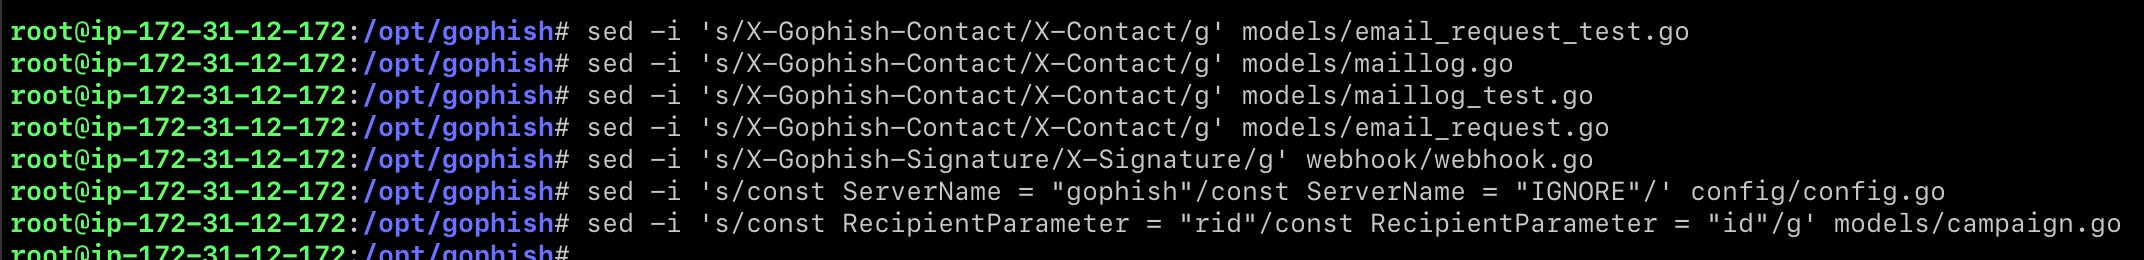 root@ip-172-31-12-172:/opt/gophish# sed -i 's/X-Gophish-Contact/X-Contact/g' models/email_request_test.go
root@ip-172-31-12-172:/opt/gophish# sed -i 's/X-Gophish-Contact/X-Contact/g' models/maillog.go
root@ip-172-31-12-172:/opt/gophish# sed -i 's/X-Gophish-Contact/X-Contact/g' models/maillog_test.go
root@ip-172-31-12-172:/opt/gophish# sed -i 's/X-Gophish-Contact/X-Contact/g' models/email_request.go
root@ip-172-31-12-172:/opt/gophish# sed -i 's/X-Gophish-Signature/X-Signature/g' webhook/webhook.go
root@ip-172-31-12-172:/opt/gophish# sed -i 's/const ServerName = "gophish"/const ServerName = "IGNORE"/' config/config.go
root@ip-172-31-12-172:/opt/gophish# sed -i 's/const RecipientParameter = "rid"/const RecipientParameter = "id"/g' models/campaign.go
root@ip-172-31-12-172:/opt/gophish#